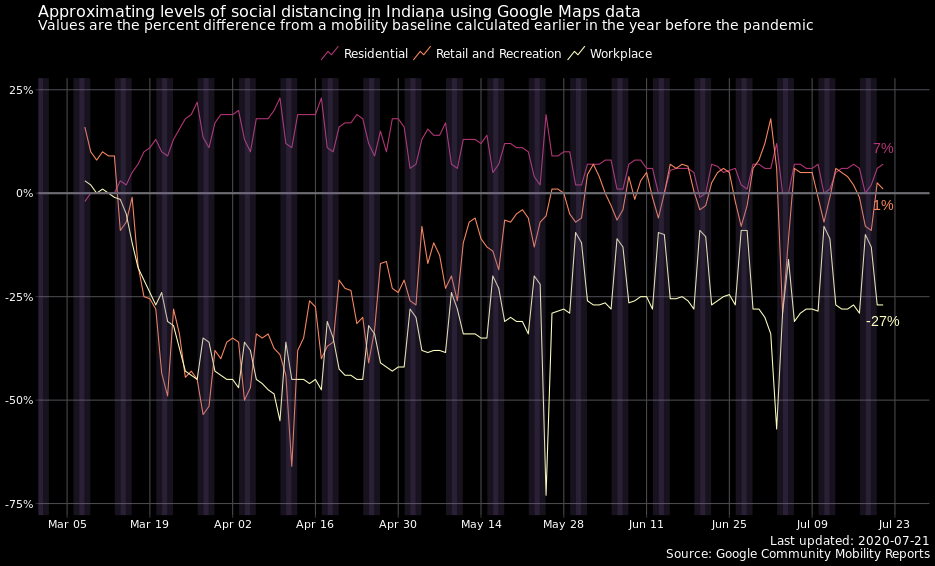 Approximating levels of social distancing in Indiana using Google Maps data
Values are the percent difference from a mobility baseline calculated earlier in the year before the pandemic
Residential Retail and Recreation Workplace
25%
0%
-25%
-50%
-75%
7%
1%
-27%
Mar 05 Mar 19 Apr 02 Apr 16 Apr 30 May 14 May 28 Jun 11 Jun 25 Jul 09 Jul 23
Last updated: 2020-07-21
Source: Google Community Mobility Reports